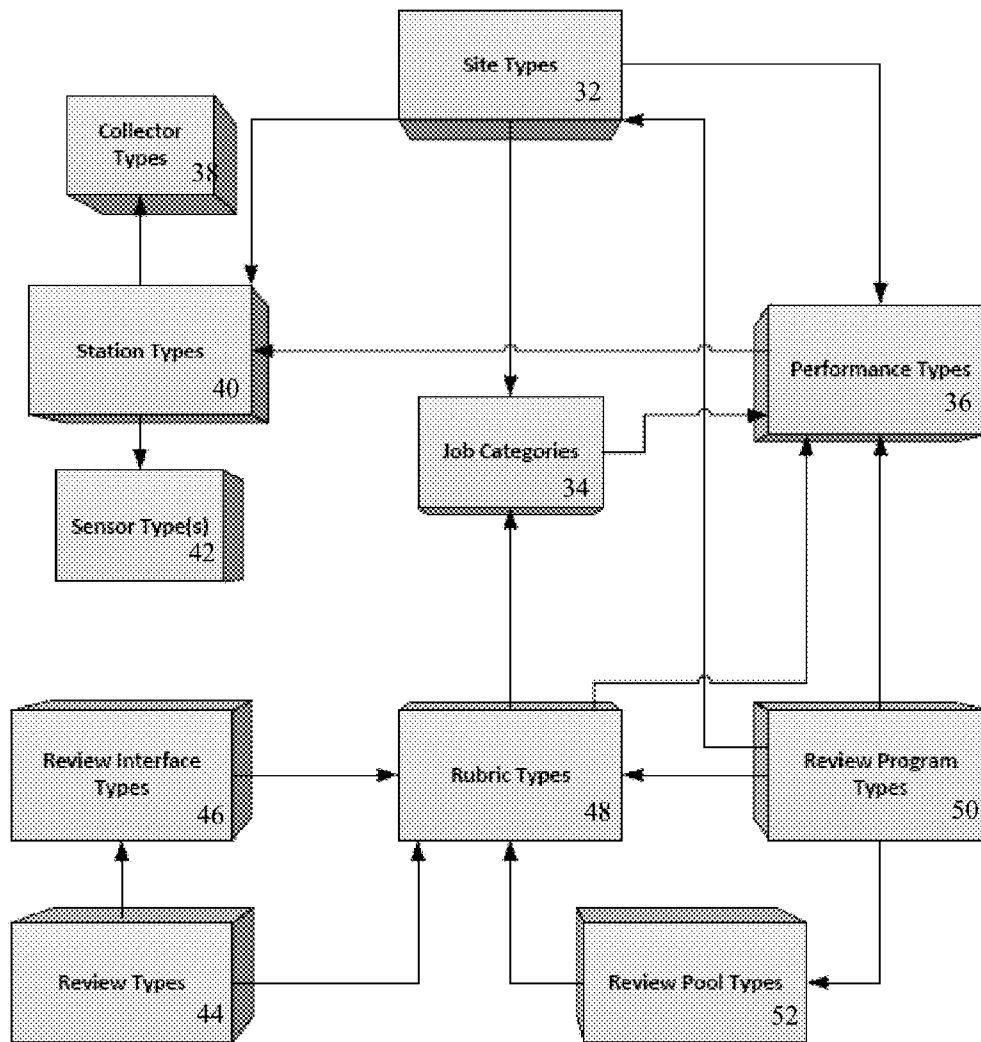 Site Types
32
Collector
Types
38
Station Types
40
Performance Types
36
Job Categories
34
Sensor Type(s)
42
Review Interface
Types
46
Rubric Types
48
Review Program
Types
50
Review Types
44
Review Pool Types
52